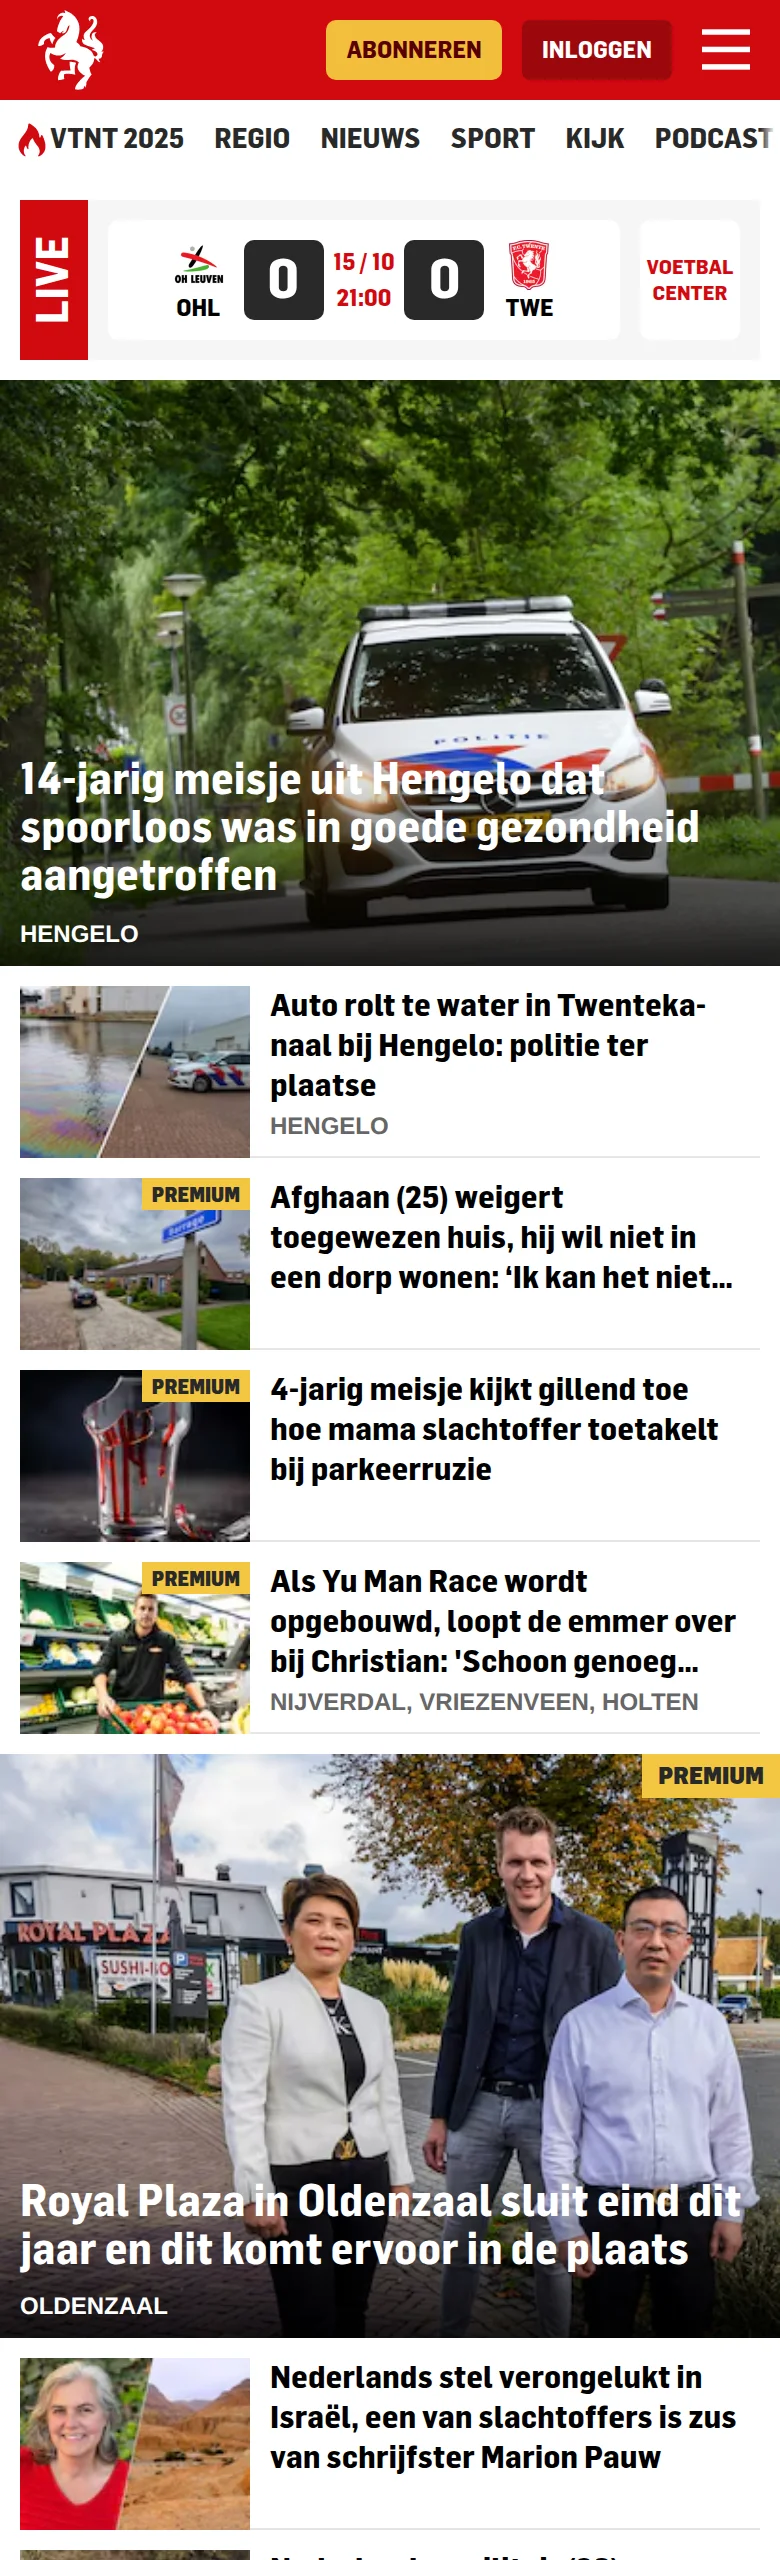 ABONNEREN
INLOGGEN
VTNT 2025 REGIO NIEUWS SPORT KIJK PODCAST
LIVE
OH LEUVEN
OHL
0
15 / 10
21:00
0
TWE
VOETBAL
CENTER
POLITIE
14-jarig meisje uit Hengelo dat
spoorloos was in goede gezondheid
aangetroffen
HENGELO
Auto rolt te water in Twenteka-
naal bij Hengelo: politie ter
plaatse
HENGELO
PREMIUM
Afghaan (25) weigert
toegewezen huis, hij wil niet in
een dorp wonen: ‘Ik kan het niet...
PREMIUM
4-jarig meisje kijkt gillend toe
hoe mama slachtoffer toetakelt
bij parkeerruzie
PREMIUM
Als Yu Man Race wordt
opgebouwd, loopt de emmer over
bij Christian: 'Schoon genoeg...
NIJVERDAL, VRIEZENVEEN, HOLTEN
PREMIUM
ROYAL PLAZA
Royal Plaza in Oldenzaal sluit eind dit
jaar en dit komt ervoor in de plaats
OLDENZAAL
Nederlands stel verongelukt in
Israël, een van slachtoffers is zus
van schrijfster Marion Pauw